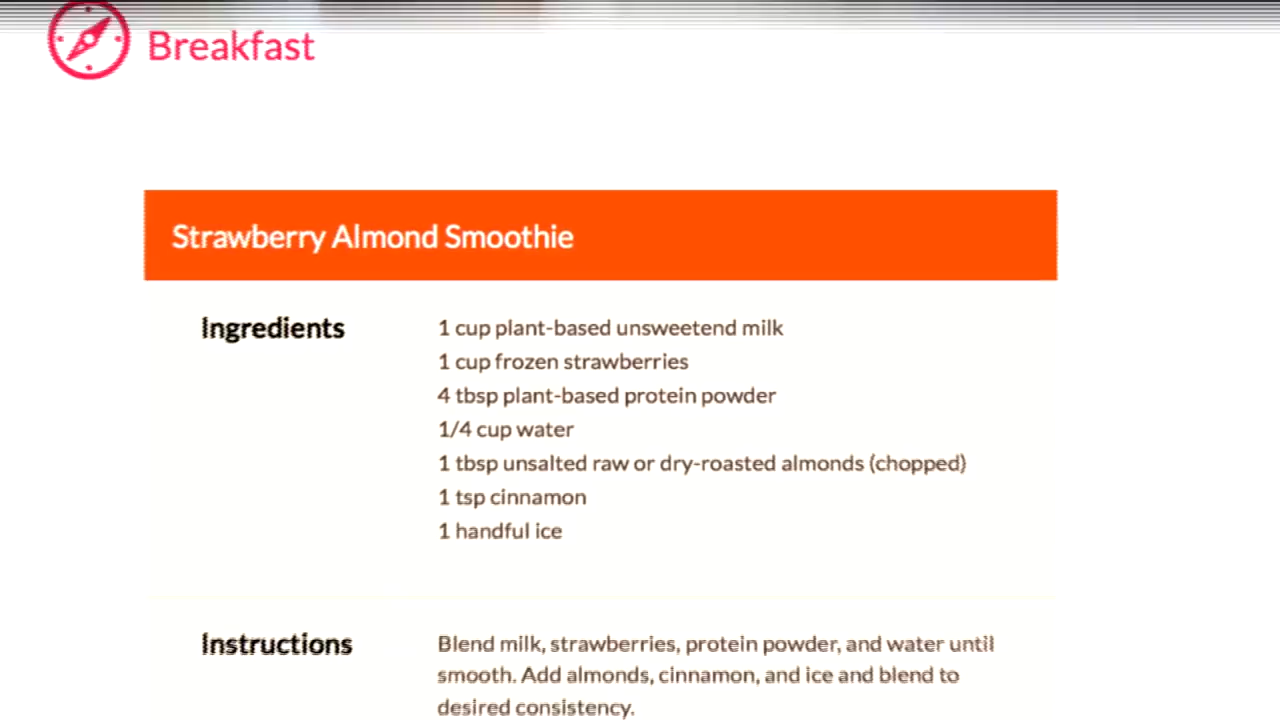 Breakfast
Strawberry Almond Smoothie
Ingredients
1 cup plant-based unsweetend milk
1 cup frozen strawberries
4 tbsp plant-based protein powder
1/4 cup water
1 tbsp unsalted raw or dry-roasted almonds (chopped)
1 tsp cinnamon
1 handful ice
Instructions
Blend milk, strawberries, protein powder, and water until
smooth. Add almonds, cinnamon, and ice and blend to
desired consistency.